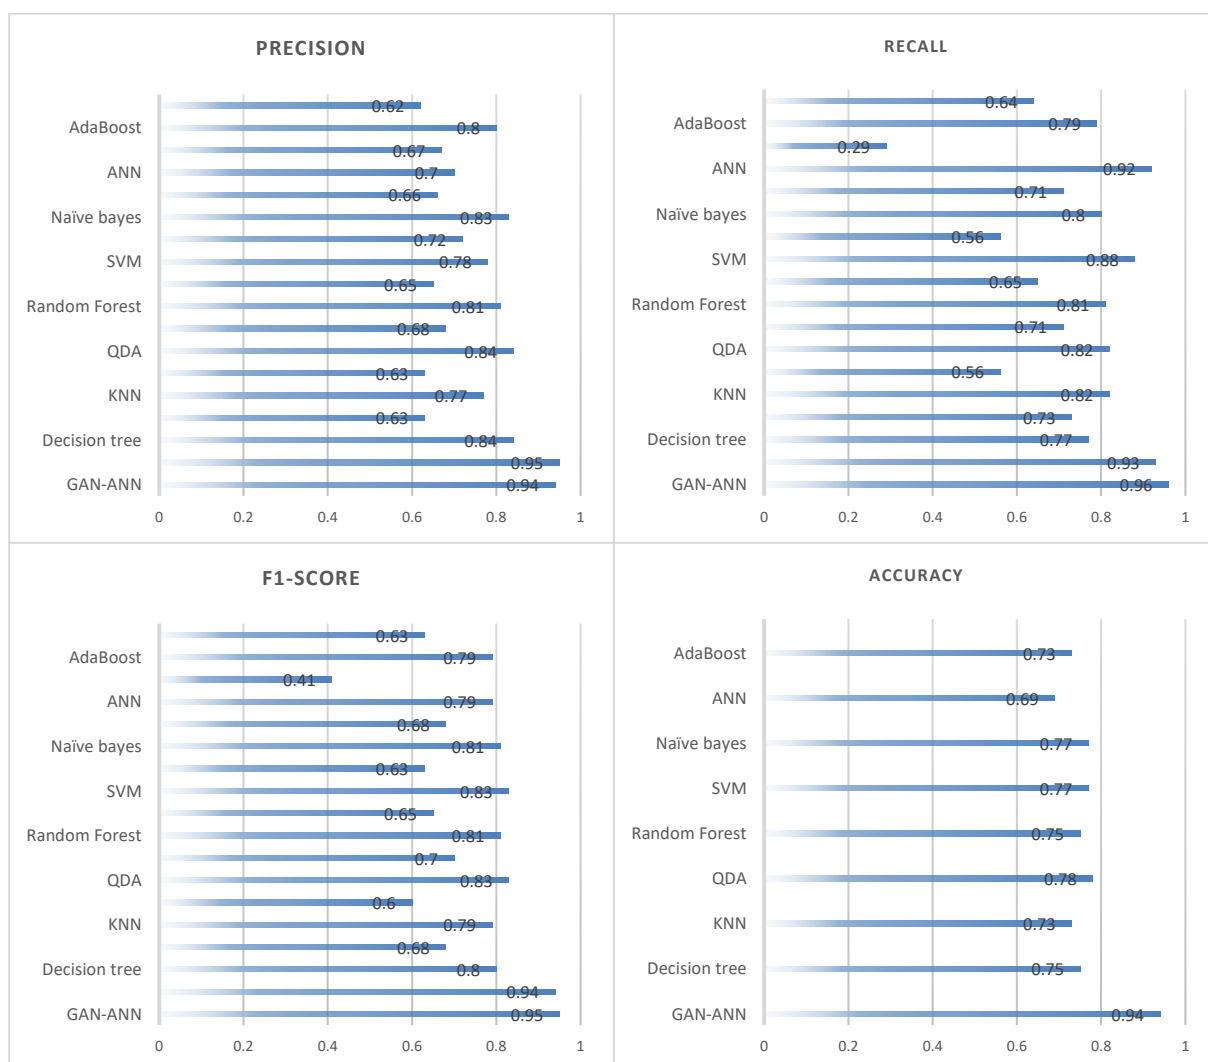 PRECISION
0.62
AdaBoost 0.8
0.67
ANN 0.7
0.66
Naïve bayes 0.83
0.72
SVM 0.78
0.65
Random Forest 0.81
0.68
QDA 0.84
0.63
KNN 0.77
0.63
Decision tree 0.84
0.95
GAN-ANN 0.94
0 0.2 0.4 0.6 0.8 1
RECALL
0.64
AdaBoost 0.79
0.29
ANN 0.92
0.71
Naïve bayes 0.8
0.56
SVM 0.88
0.65
Random Forest 0.81
0.71
QDA 0.82
0.56
KNN 0.82
0.73
Decision tree 0.77
0.93
GAN-ANN 0.96
0 0.2 0.4 0.6 0.8 1
F1-SCORE
0.63
AdaBoost 0.79
0.41
ANN 0.79
0.68
Naïve bayes 0.81
0.63
SVM 0.83
0.65
Random Forest 0.81
0.7
QDA 0.83
0.6
KNN 0.79
0.68
Decision tree 0.8
0.94
GAN-ANN 0.95
0 0.2 0.4 0.6 0.8 1
ACCURACY
AdaBoost 0.73
ANN 0.69
Naïve bayes 0.77
SVM 0.77
Random Forest 0.75
QDA 0.78
KNN 0.73
Decision tree 0.75
GAN-ANN 0.94
0 0.2 0.4 0.6 0.8 1